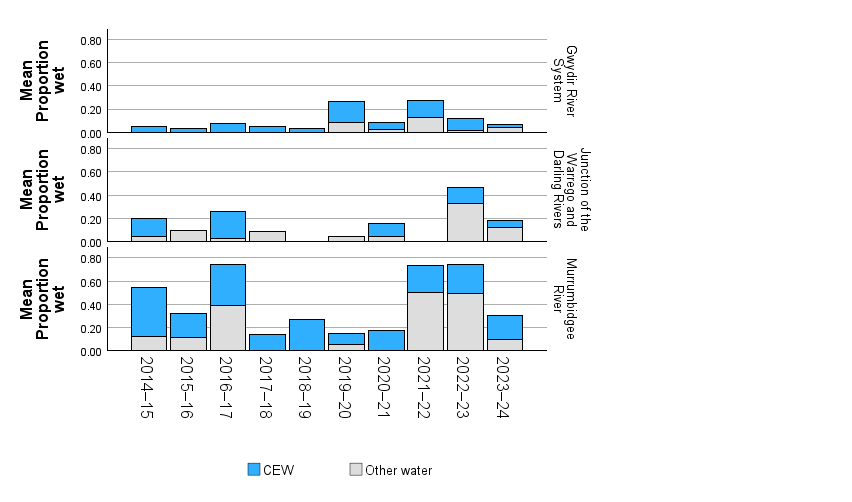 Mean
Proportion
wet
0.80
0.60
0.40
0.20
0.00
Gwydir River
System
Mean
Proportion
wet
0.80
0.60
0.40
0.20
0.00
Junction of the
Warrego and
Darling Rivers
Mean
Proportion
wet
0.80
0.60
0.40
0.20
0.00
Murrumbidgee
River
2014–15
2015–16
2016–17
2017–18
2018–19
2019–20
2020–21
2021–22
2022–23
2023–24
CEW
Other water